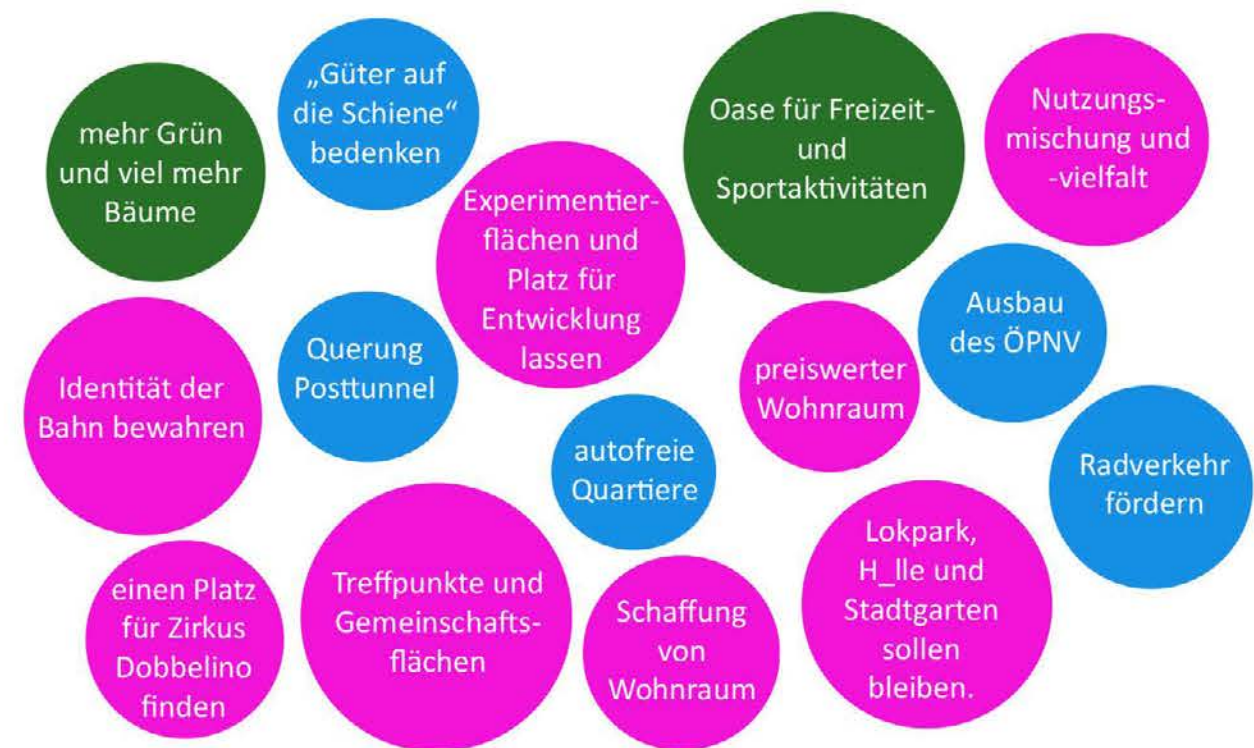 mehr Grün
und viel mehr
Bäume
„Güter auf
die Schiene“
bedenken
Experimentier-
flächen und
Platz für
Entwicklung
lassen
Oase für Freizeit-
und
Sportaktivitäten
Nutzungs-
mischung und
-vielfalt
Identität der
Bahn bewahren
Querung
Posttunnel
preiswerter
Wohnraum
Ausbau
des ÖPNV
autofreie
Quartiere
Radverkehr
fördern
einen Platz
für Zirkus
Dobbelino
finden
Treffpunkte und
Gemeinschafts-
flächen
Schaffung
von
Wohnraum
Lokpark,
H_lle und
Stadtgarten
sollen
bleiben.